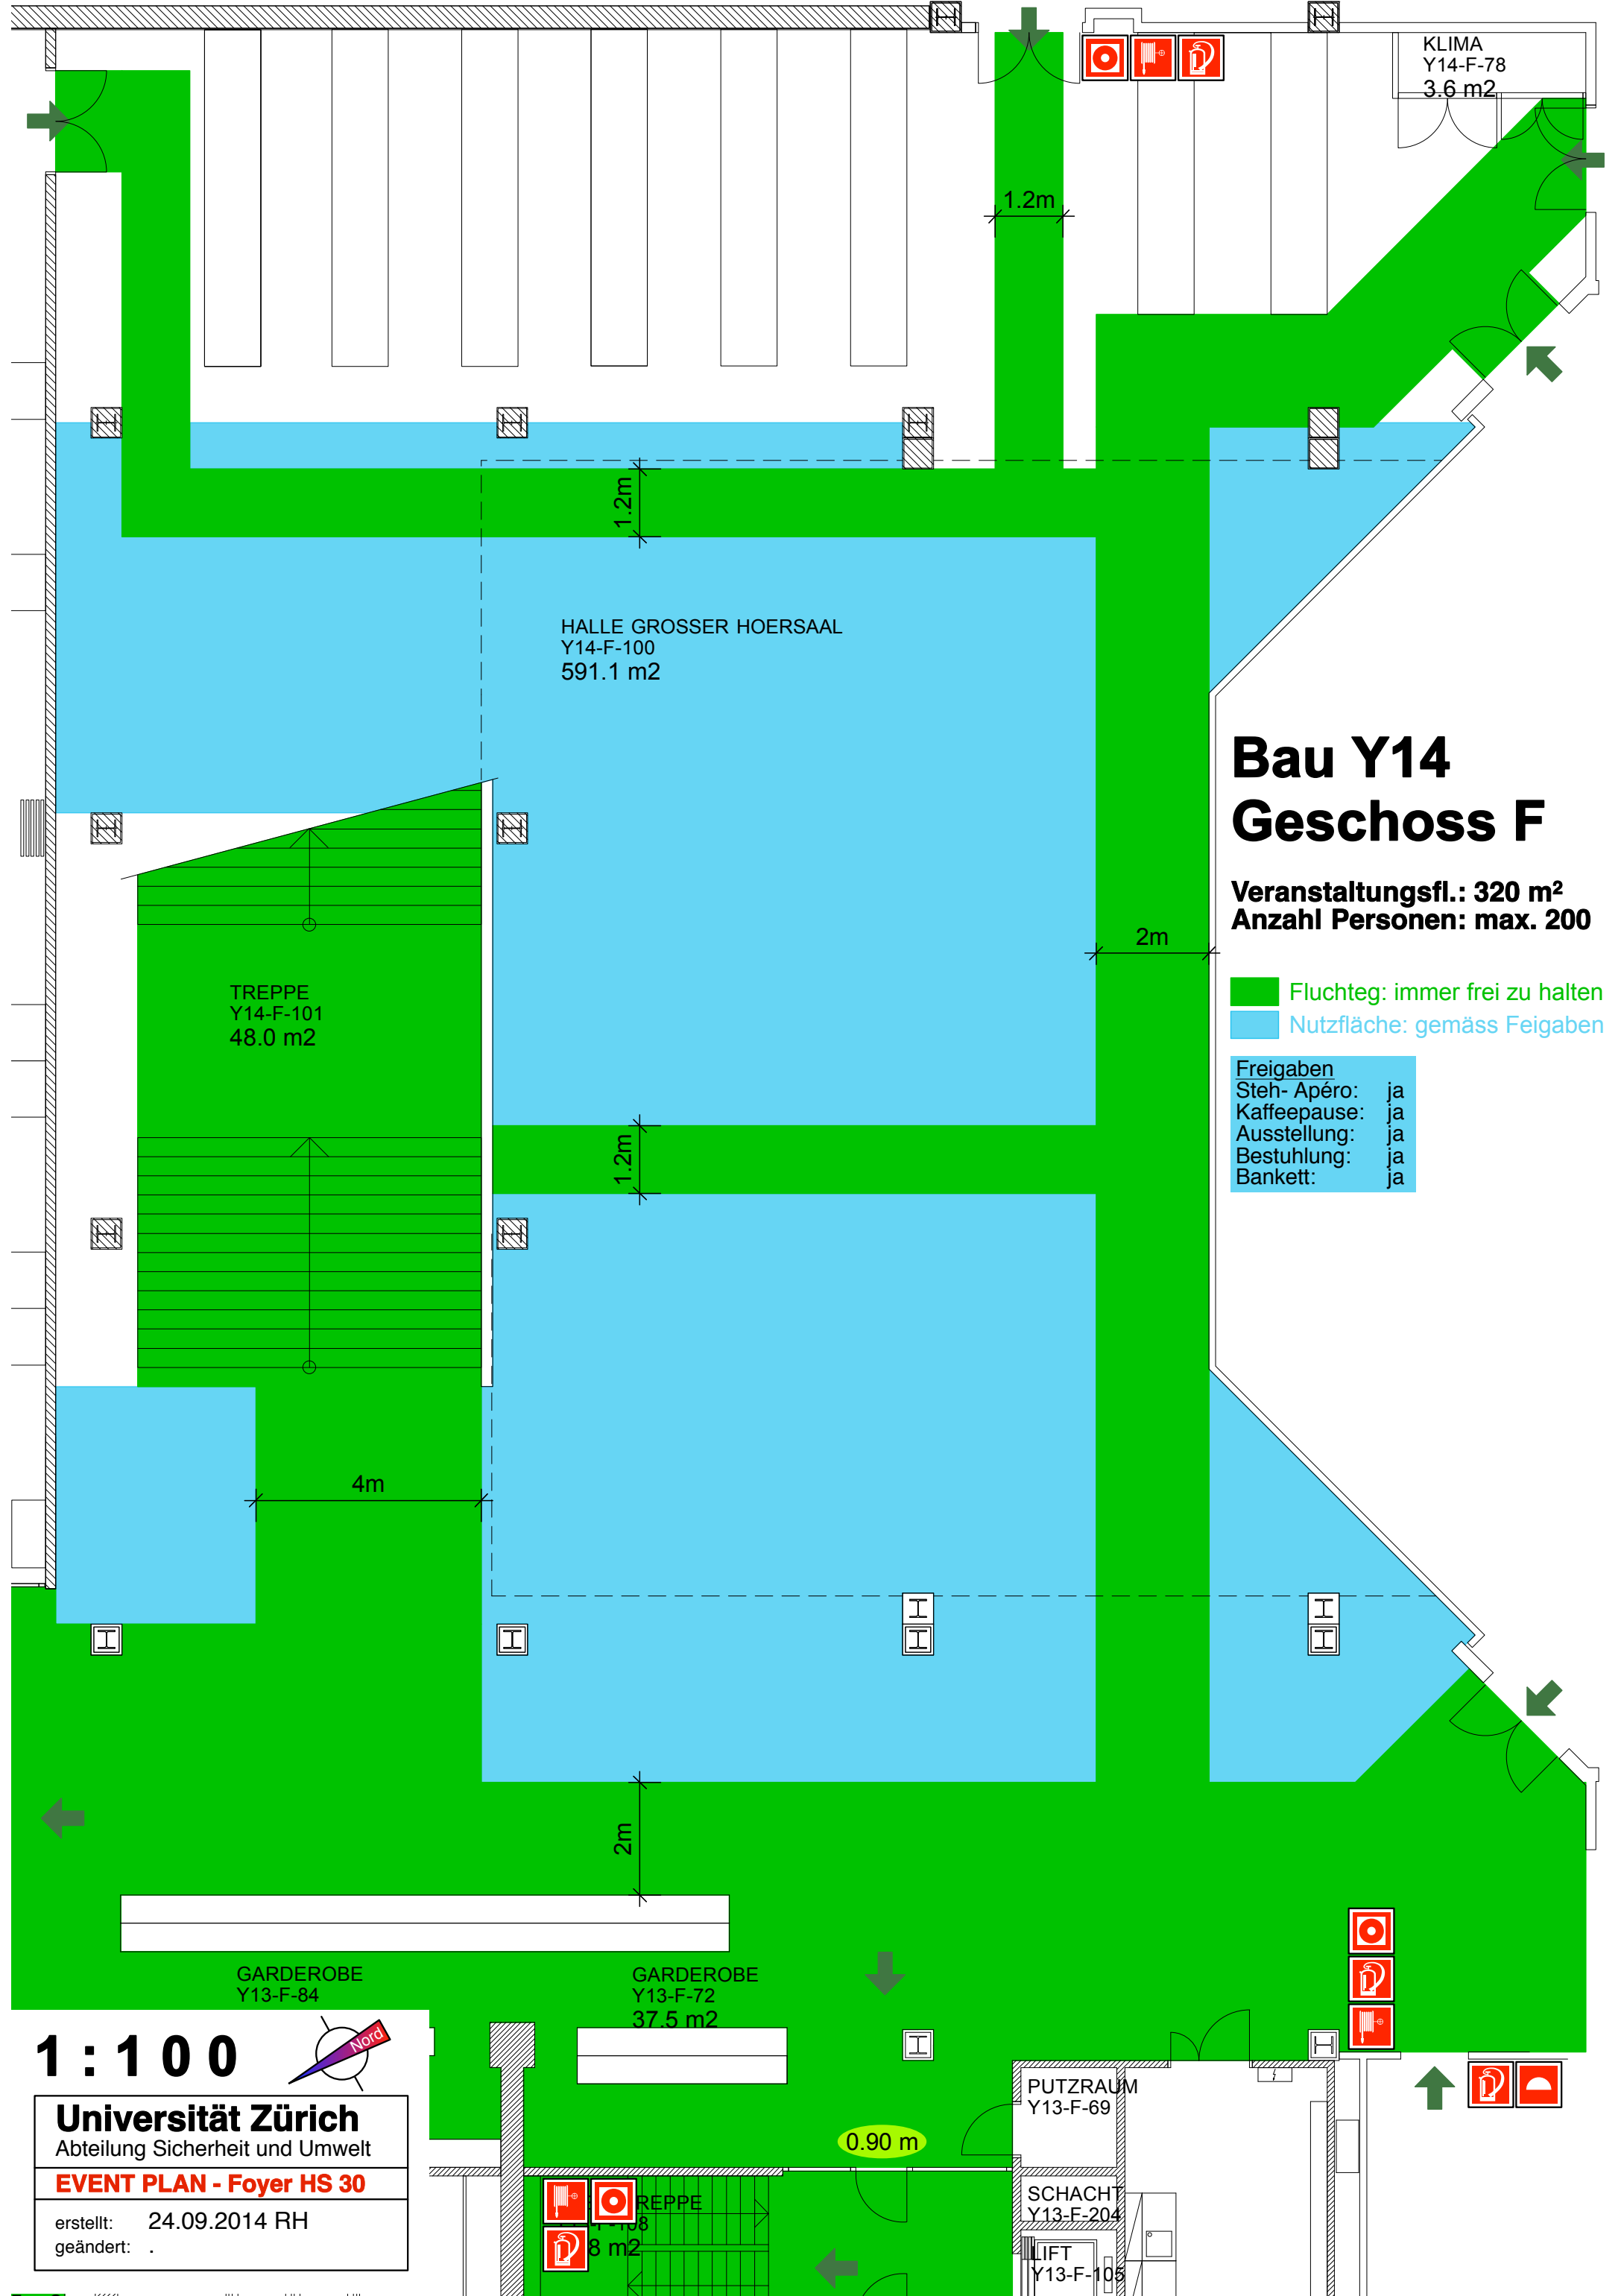 KLIMA
Y14-F-78
3.6 m2
1.2m
1.2m
HALLE GROSSER HOERSAAL
Y14-F-100
591.1 m2
Bau Y14
Geschoss F
Veranstaltungsfl.: 320 m²
Anzahl Personen: max. 200
2m
Fluchteg: immer frei zu halten
Nutzfläche: gemäss Feigaben
TREPPE
Y14-F-101
48.0 m2
Freigaben
Steh- Apéro: ja
Kaffeepause: ja
Ausstellung: ja
Bestuhlung: ja
Bankett: ja
1.2m
4m
2m
GARDEROBE
Y13-F-84
GARDEROBE
Y13-F-72
37.5 m2
1:100
Nord
PUTZRAUM
Y13-F-69
0.90 m
Universität Zürich
Abteilung Sicherheit und Umwelt
EVENT PLAN - Foyer HS 30
erstellt: 24.09.2014 RH
geändert: .
REPPE
8 m2
SCHACHT
Y13-F-204
LIFT
Y13-F-105